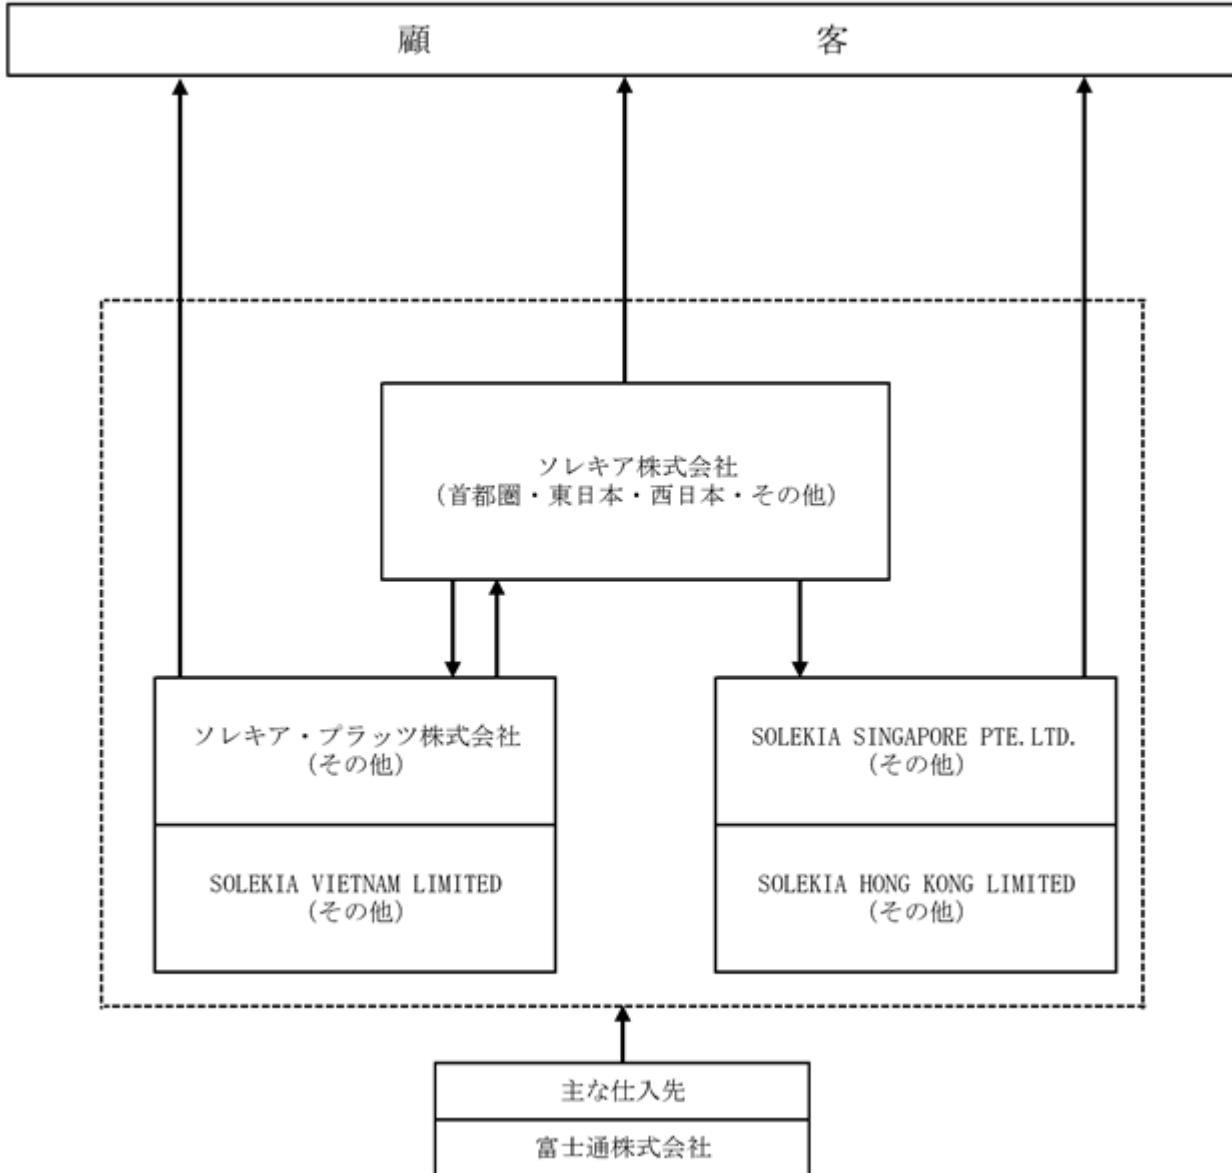 顧客
ソレキア株式会社
(首都圏・東日本・西日本・その他)
ソレキア・プラッツ株式会社
(その他)
SOLEKIA VIETNAM LIMITED
(その他)
SOLEKIA SINGAPORE PTE.LTD.
(その他)
SOLEKIA HONG KONG LIMITED
(その他)
主な仕入先
富士通株式会社